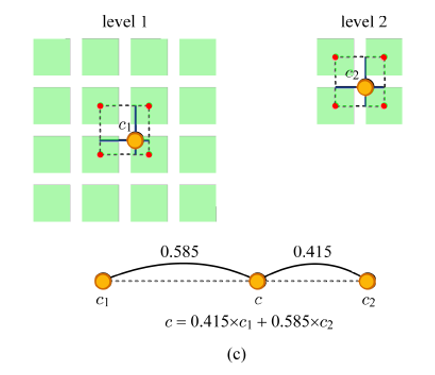 level 1 level 2
c₁ c₂
0.585 0.415
c₁ c c₂
c = 0.415×c₁ + 0.585×c₂
(c)